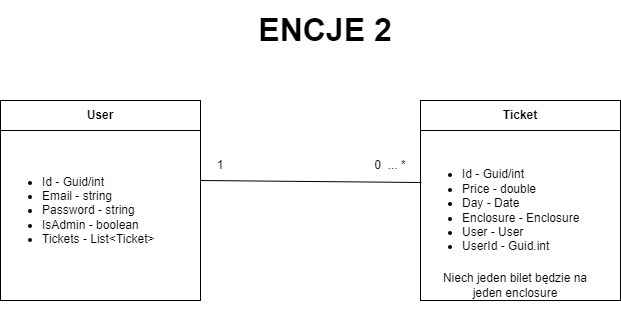 ENCJE 2
User
Id - Guid/int
Email - string
Password - string
IsAdmin - boolean
Tickets - List<Ticket>
1
0 ... *
Ticket
Id - Guid/int
Price - double
Day - Date
Enclosure - Enclosure
User - User
UserId - Guid.int
Niech jeden bilet będzie na
jeden enclosure